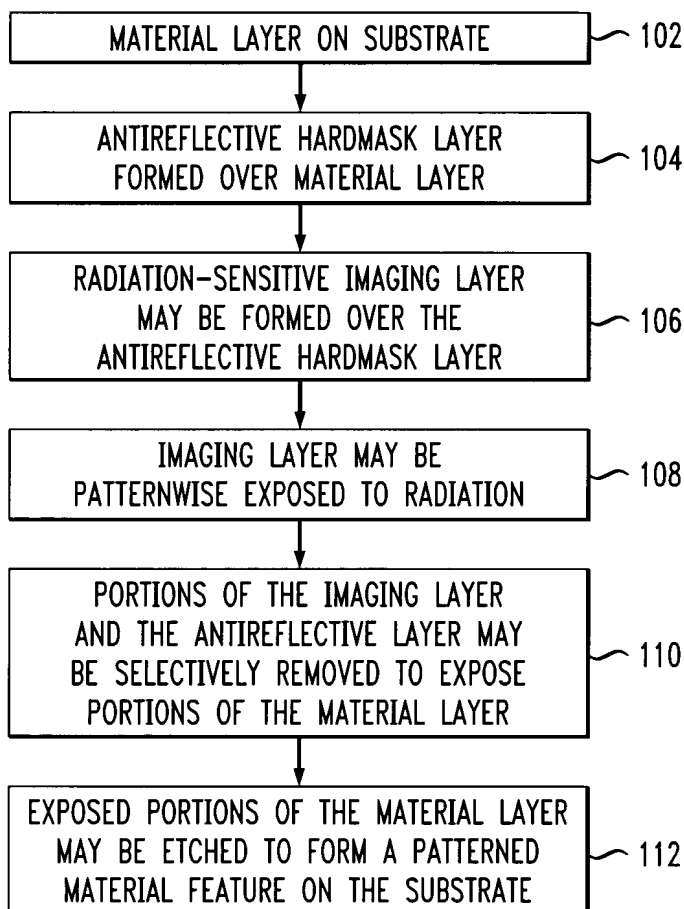 MATERIAL LAYER ON SUBSTRATE
102
ANTIREFLECTIVE HARDMASK LAYER
FORMED OVER MATERIAL LAYER
104
RADIATION-SENSITIVE IMAGING LAYER
MAY BE FORMED OVER THE
ANTIREFLECTIVE HARDMASK LAYER
106
IMAGING LAYER MAY BE
PATTERNWISE EXPOSED TO RADIATION
108
PORTIONS OF THE IMAGING LAYER
AND THE ANTIREFLECTIVE LAYER MAY
BE SELECTIVELY REMOVED TO EXPOSE
PORTIONS OF THE MATERIAL LAYER
110
EXPOSED PORTIONS OF THE MATERIAL LAYER
MAY BE ETCHED TO FORM A PATTERNED
MATERIAL FEATURE ON THE SUBSTRATE
112